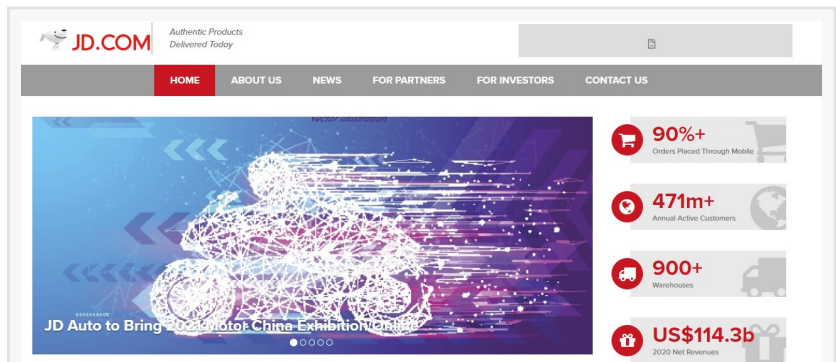 JD.COM
Authentic Products
Delivered Today
HOME ABOUT US NEWS FOR PARTNERS FOR INVESTORS CONTACT US
vector illustration
JD Auto to Bring 2021 Motor China Exhibition Online
90%+
Orders Placed Through Mobile
471m+
Annual Active Customers
900+
Warehouses
US$114.3b
2020 Net Revenues